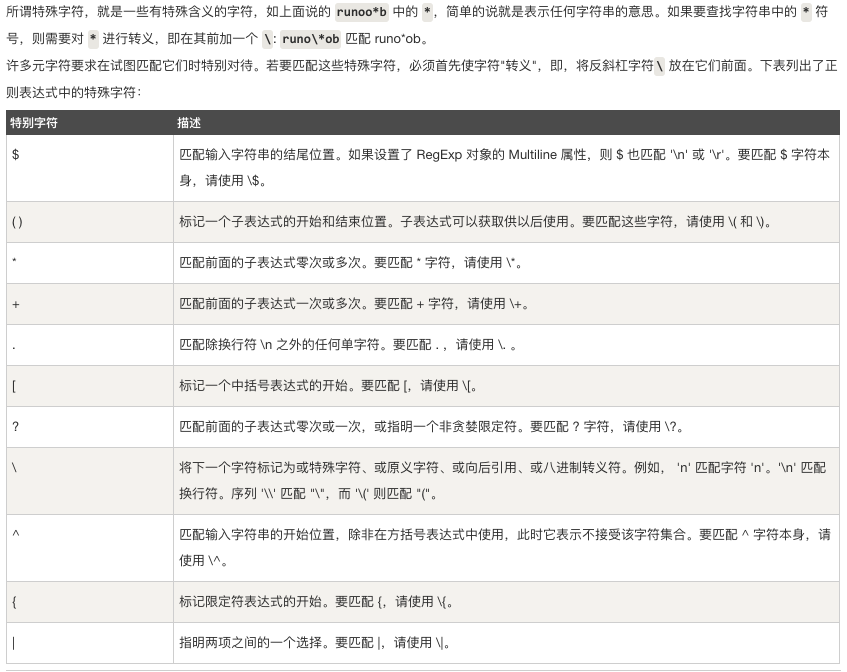 所谓特殊字符，就是一些有特殊含义的字符，如上面说的 runoo*b 中的 *，简单的说就是表示任何字符串的意思。如果要查找字符串中的 * 符
号，则需要对 * 进行转义，即在其前加一个 \: runo\*ob 匹配 runo*ob。
许多元字符要求在试图匹配它们时特别对待。若要匹配这些特殊字符，必须首先使字符"转义"，即，将反斜杠字符\ 放在它们前面。下表列出了正
则表达式中的特殊字符：
特别字符 描述
$ 匹配输入字符串的结尾位置。如果设置了 RegExp 对象的 Multiline 属性，则 $ 也匹配 '\n' 或 '\r'。要匹配 $ 字符本
身，请使用 \$。
( ) 标记一个子表达式的开始和结束位置。子表达式可以获取供以后使用。要匹配这些字符，请使用 \( 和 \)。
* 匹配前面的子表达式零次或多次。要匹配 * 字符，请使用 \*。
+ 匹配前面的子表达式一次或多次。要匹配 + 字符，请使用 \+。
. 匹配除换行符 \n 之外的任何单字符。要匹配 . ，请使用 \. 。
[ 标记一个中括号表达式的开始。要匹配 [，请使用 \[。
? 匹配前面的子表达式零次或一次，或指明一个非贪婪限定符。要匹配 ? 字符，请使用 \?。
\ 将下一个字符标记为或特殊字符、或原义字符、或向后引用、或八进制转义符。例如， 'n' 匹配字符 'n'。'\n' 匹配
换行符。序列 '\\' 匹配 "\"，而 '\(' 则匹配 "("。
^ 匹配输入字符串的开始位置，除非在方括号表达式中使用，此时它表示不接受该字符集合。要匹配 ^ 字符本身，请
使用 \^。
{ 标记限定符表达式的开始。要匹配 {，请使用 \{。
| 指明两项之间的一个选择。要匹配 |，请使用 \|。